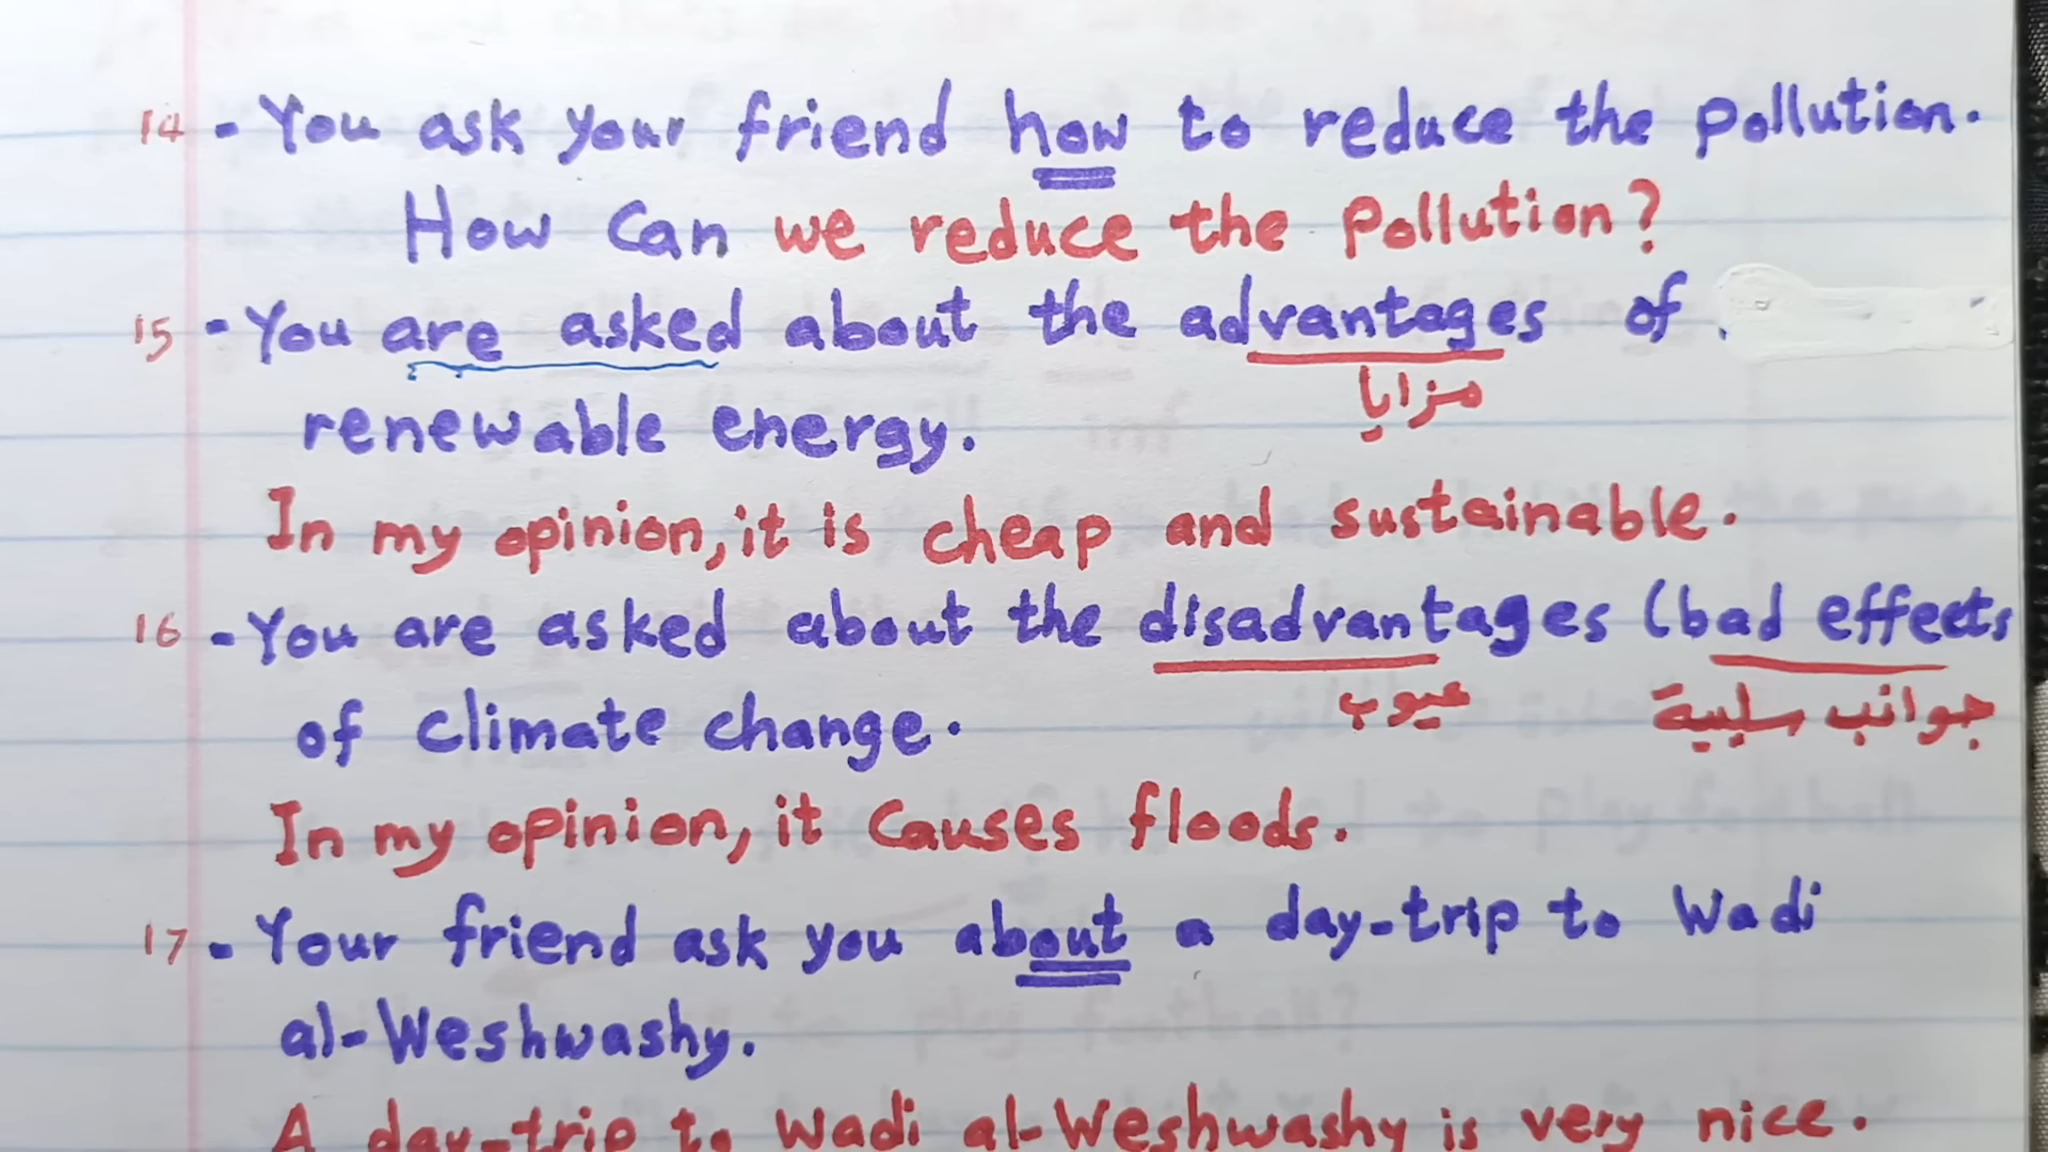 14 - You ask your friend how to reduce the pollution.
How Can we reduce the pollution?
15 - You are asked about the advantages of
مزايا
renewable energy.
In my opinion, it is cheap and sustainable.
16 - You are asked about the disadvantages (bad effects
عيوب جوانب سلبية
of climate change.
In my opinion, it causes floods.
17 - Your friend ask you about a day-trip to Wadi
al-Weshwashy.
A day-trip to Wadi al-Weshwashy is very nice.